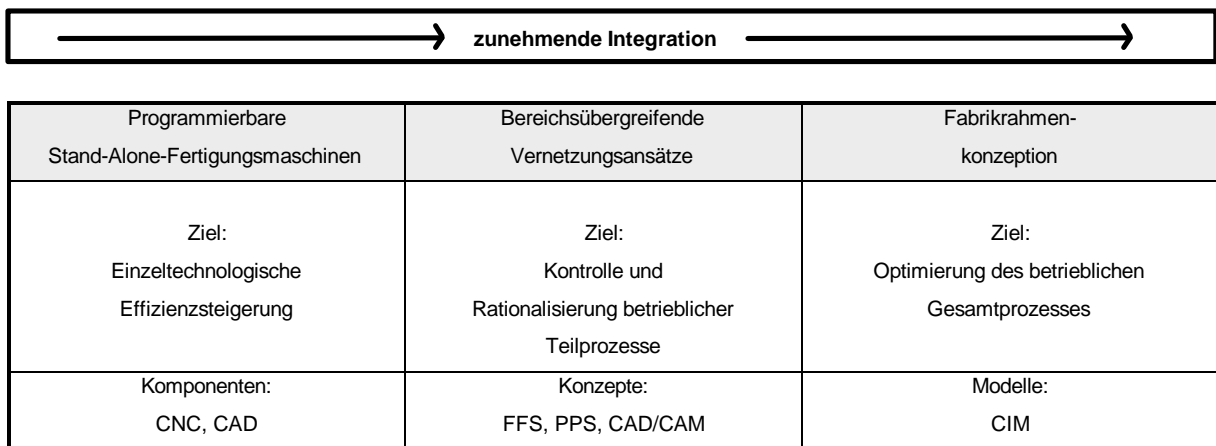 zunehmende Integration
Programmierbare
Stand-Alone-Fertigungsmaschinen
Bereichsübergreifende
Vernetzungsansätze
Fabrikrahmen-
konzeption
Ziel:
Einzeltechnologische
Effizienzsteigerung
Ziel:
Kontrolle und
Rationalisierung betrieblicher
Teilprozesse
Ziel:
Optimierung des betrieblichen
Gesamtprozesses
Komponenten:
CNC, CAD
Konzepte:
FFS, PPS, CAD/CAM
Modelle:
CIM